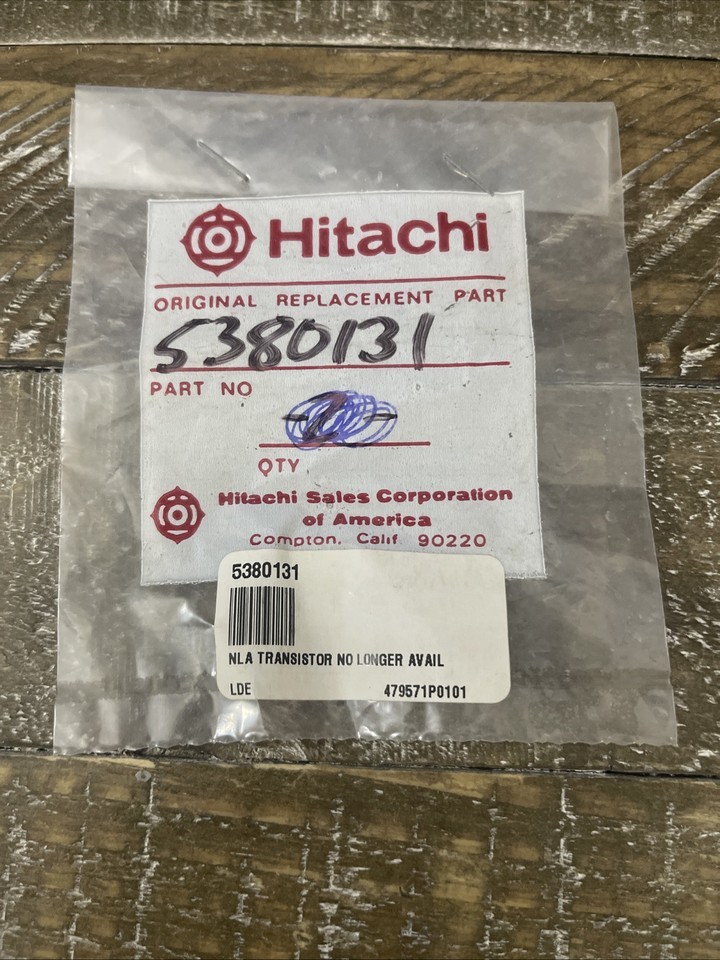 Hitachi
ORIGINAL REPLACEMENT PART
5380131
PART NO
QTY
Hitachi Sales Corporation
of America
Compton, Calif. 90220
5380131
NLA TRANSISTOR NO LONGER AVAIL
LDE 479571P0101